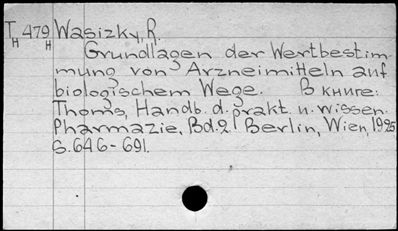 T 479 Wasizky, R.
H H
Grundlagen der Wertbestim-
mung von Arzneimitteln auf
biologischem Wege. В книге:
Thoms, Handb. d. prakt. u. wissen.
Pharmazie, Bd. 2. Berlin, Wien, 1925
S. 646-691.